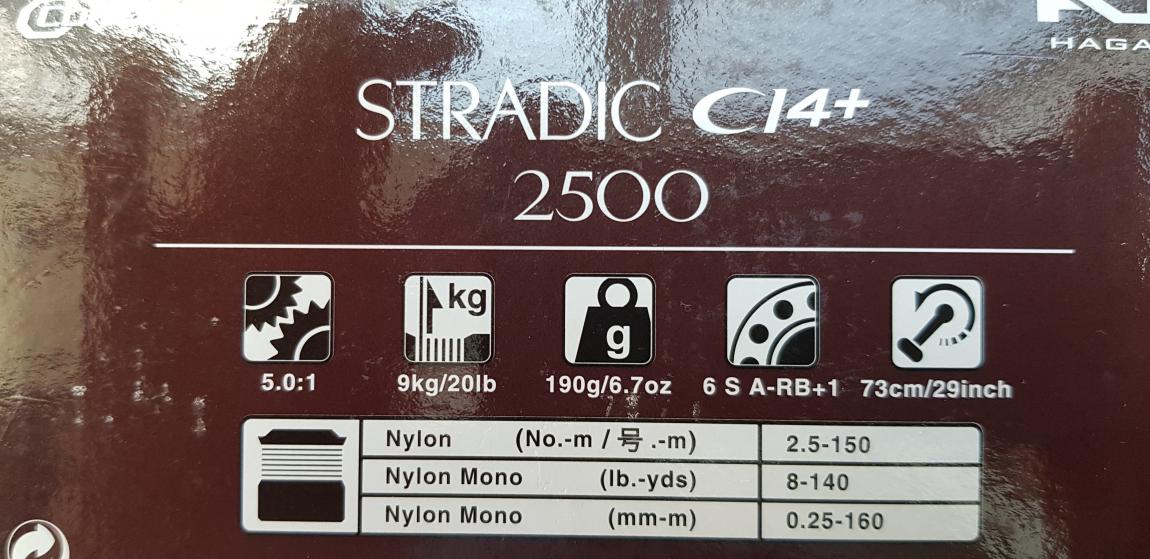 HAGA
STRADIC CI4+
2500
kg
g
5.0:1
9kg/20lb
190g/6.7oz
6 S A-RB+1
73cm/29inch
Nylon (No.-m / 号 .-m) 2.5-150
Nylon Mono (lb.-yds) 8-140
Nylon Mono (mm-m) 0.25-160